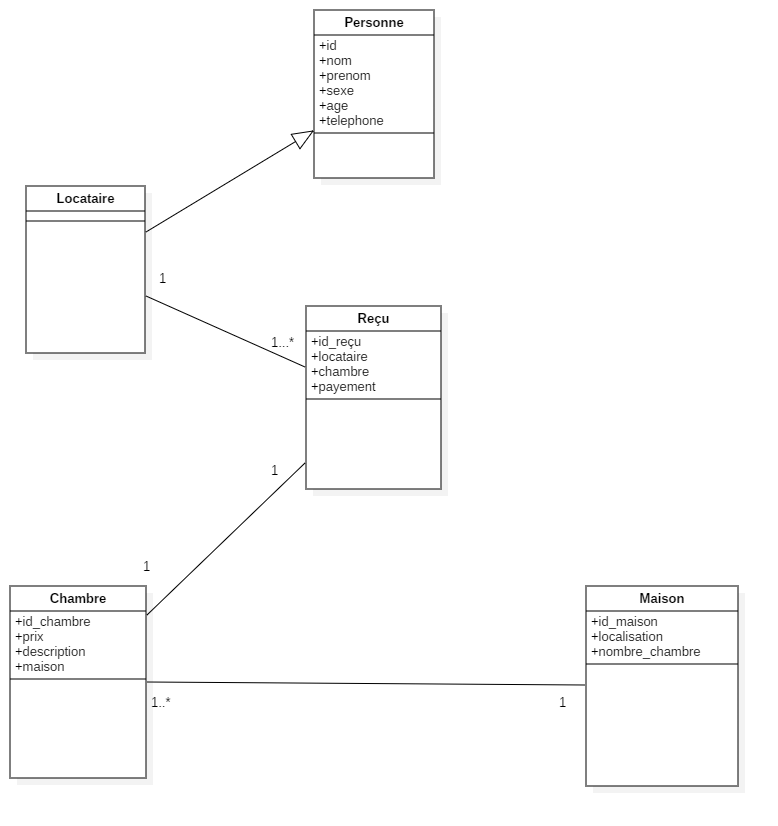 Personne
+id
+nom
+prenom
+sexe
+age
+telephone
Locataire
1
1...*
Reçu
+id_reçu
+locataire
+chambre
+payement
1
1
Chambre
+id_chambre
+prix
+description
+maison
1..*
1
Maison
+id_maison
+localisation
+nombre_chambre